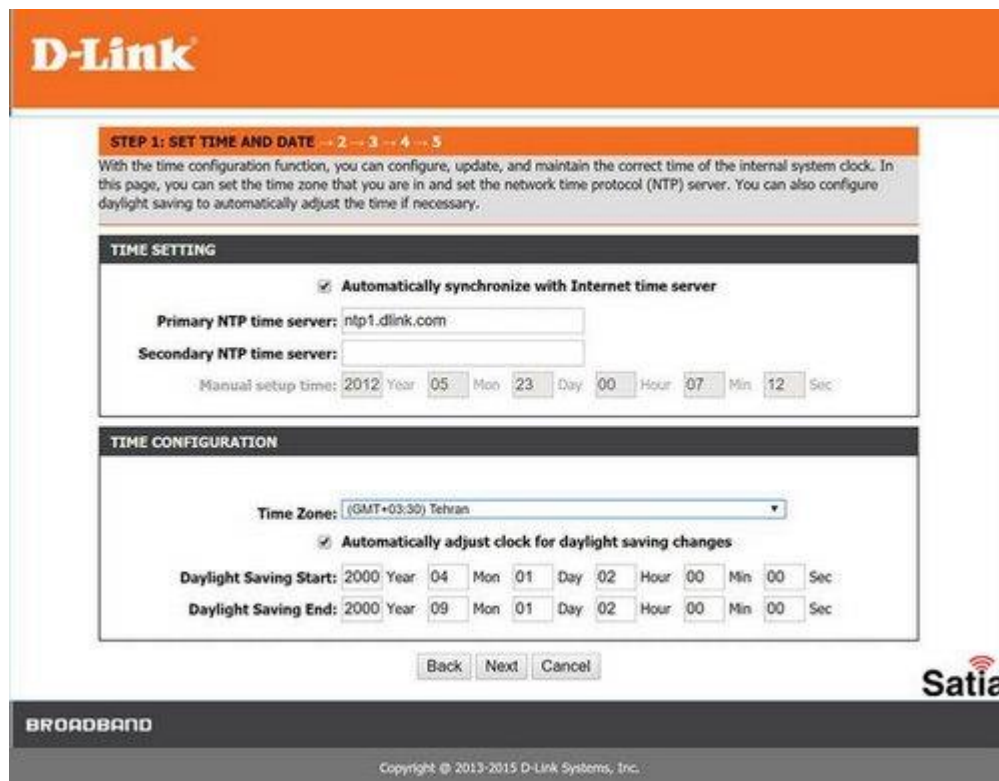 D-Link
STEP 1: SET TIME AND DATE → 2 → 3 → 4 → 5
With the time configuration function, you can configure, update, and maintain the correct time of the internal system clock. In
this page, you can set the time zone that you are in and set the network time protocol (NTP) server. You can also configure
daylight saving to automatically adjust the time if necessary.
TIME SETTING
Automatically synchronize with Internet time server
Primary NTP time server: ntp1.dlink.com
Secondary NTP time server:
Manual setup time: 2012 Year 05 Mon 23 Day 00 Hour 07 Min 12 Sec
TIME CONFIGURATION
Time Zone: (GMT+03:30) Tehran
Automatically adjust clock for daylight saving changes
Daylight Saving Start: 2000 Year 04 Mon 01 Day 02 Hour 00 Min 00 Sec
Daylight Saving End: 2000 Year 09 Mon 01 Day 02 Hour 00 Min 00 Sec
Back Next Cancel
Satia
BROADBAND
Copyright @ 2013-2015 D-Link Systems, Inc.